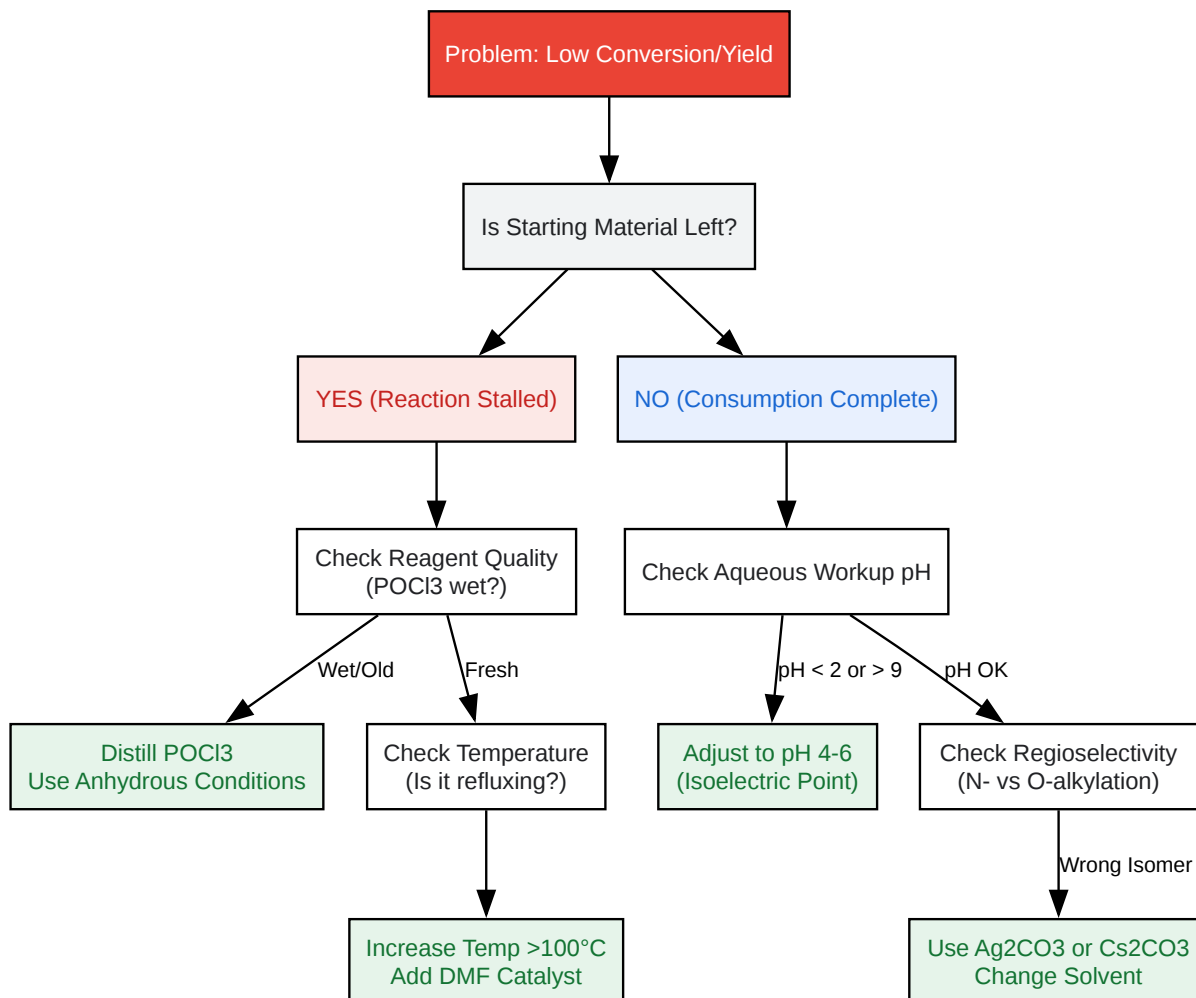 Problem: Low Conversion/Yield
Is Starting Material Left?
YES (Reaction Stalled)
NO (Consumption Complete)
Check Reagent Quality
(POCl3 wet?)
Check Aqueous Workup pH
Wet/Old
Fresh
pH < 2 or > 9
pH OK
Distill POCl3
Use Anhydrous Conditions
Check Temperature
(Is it refluxing?)
Adjust to pH 4-6
(Isoelectric Point)
Check Regioselectivity
(N- vs O-alkylation)
Wrong Isomer
Increase Temp >100°C
Add DMF Catalyst
Use Ag2CO3 or Cs2CO3
Change Solvent